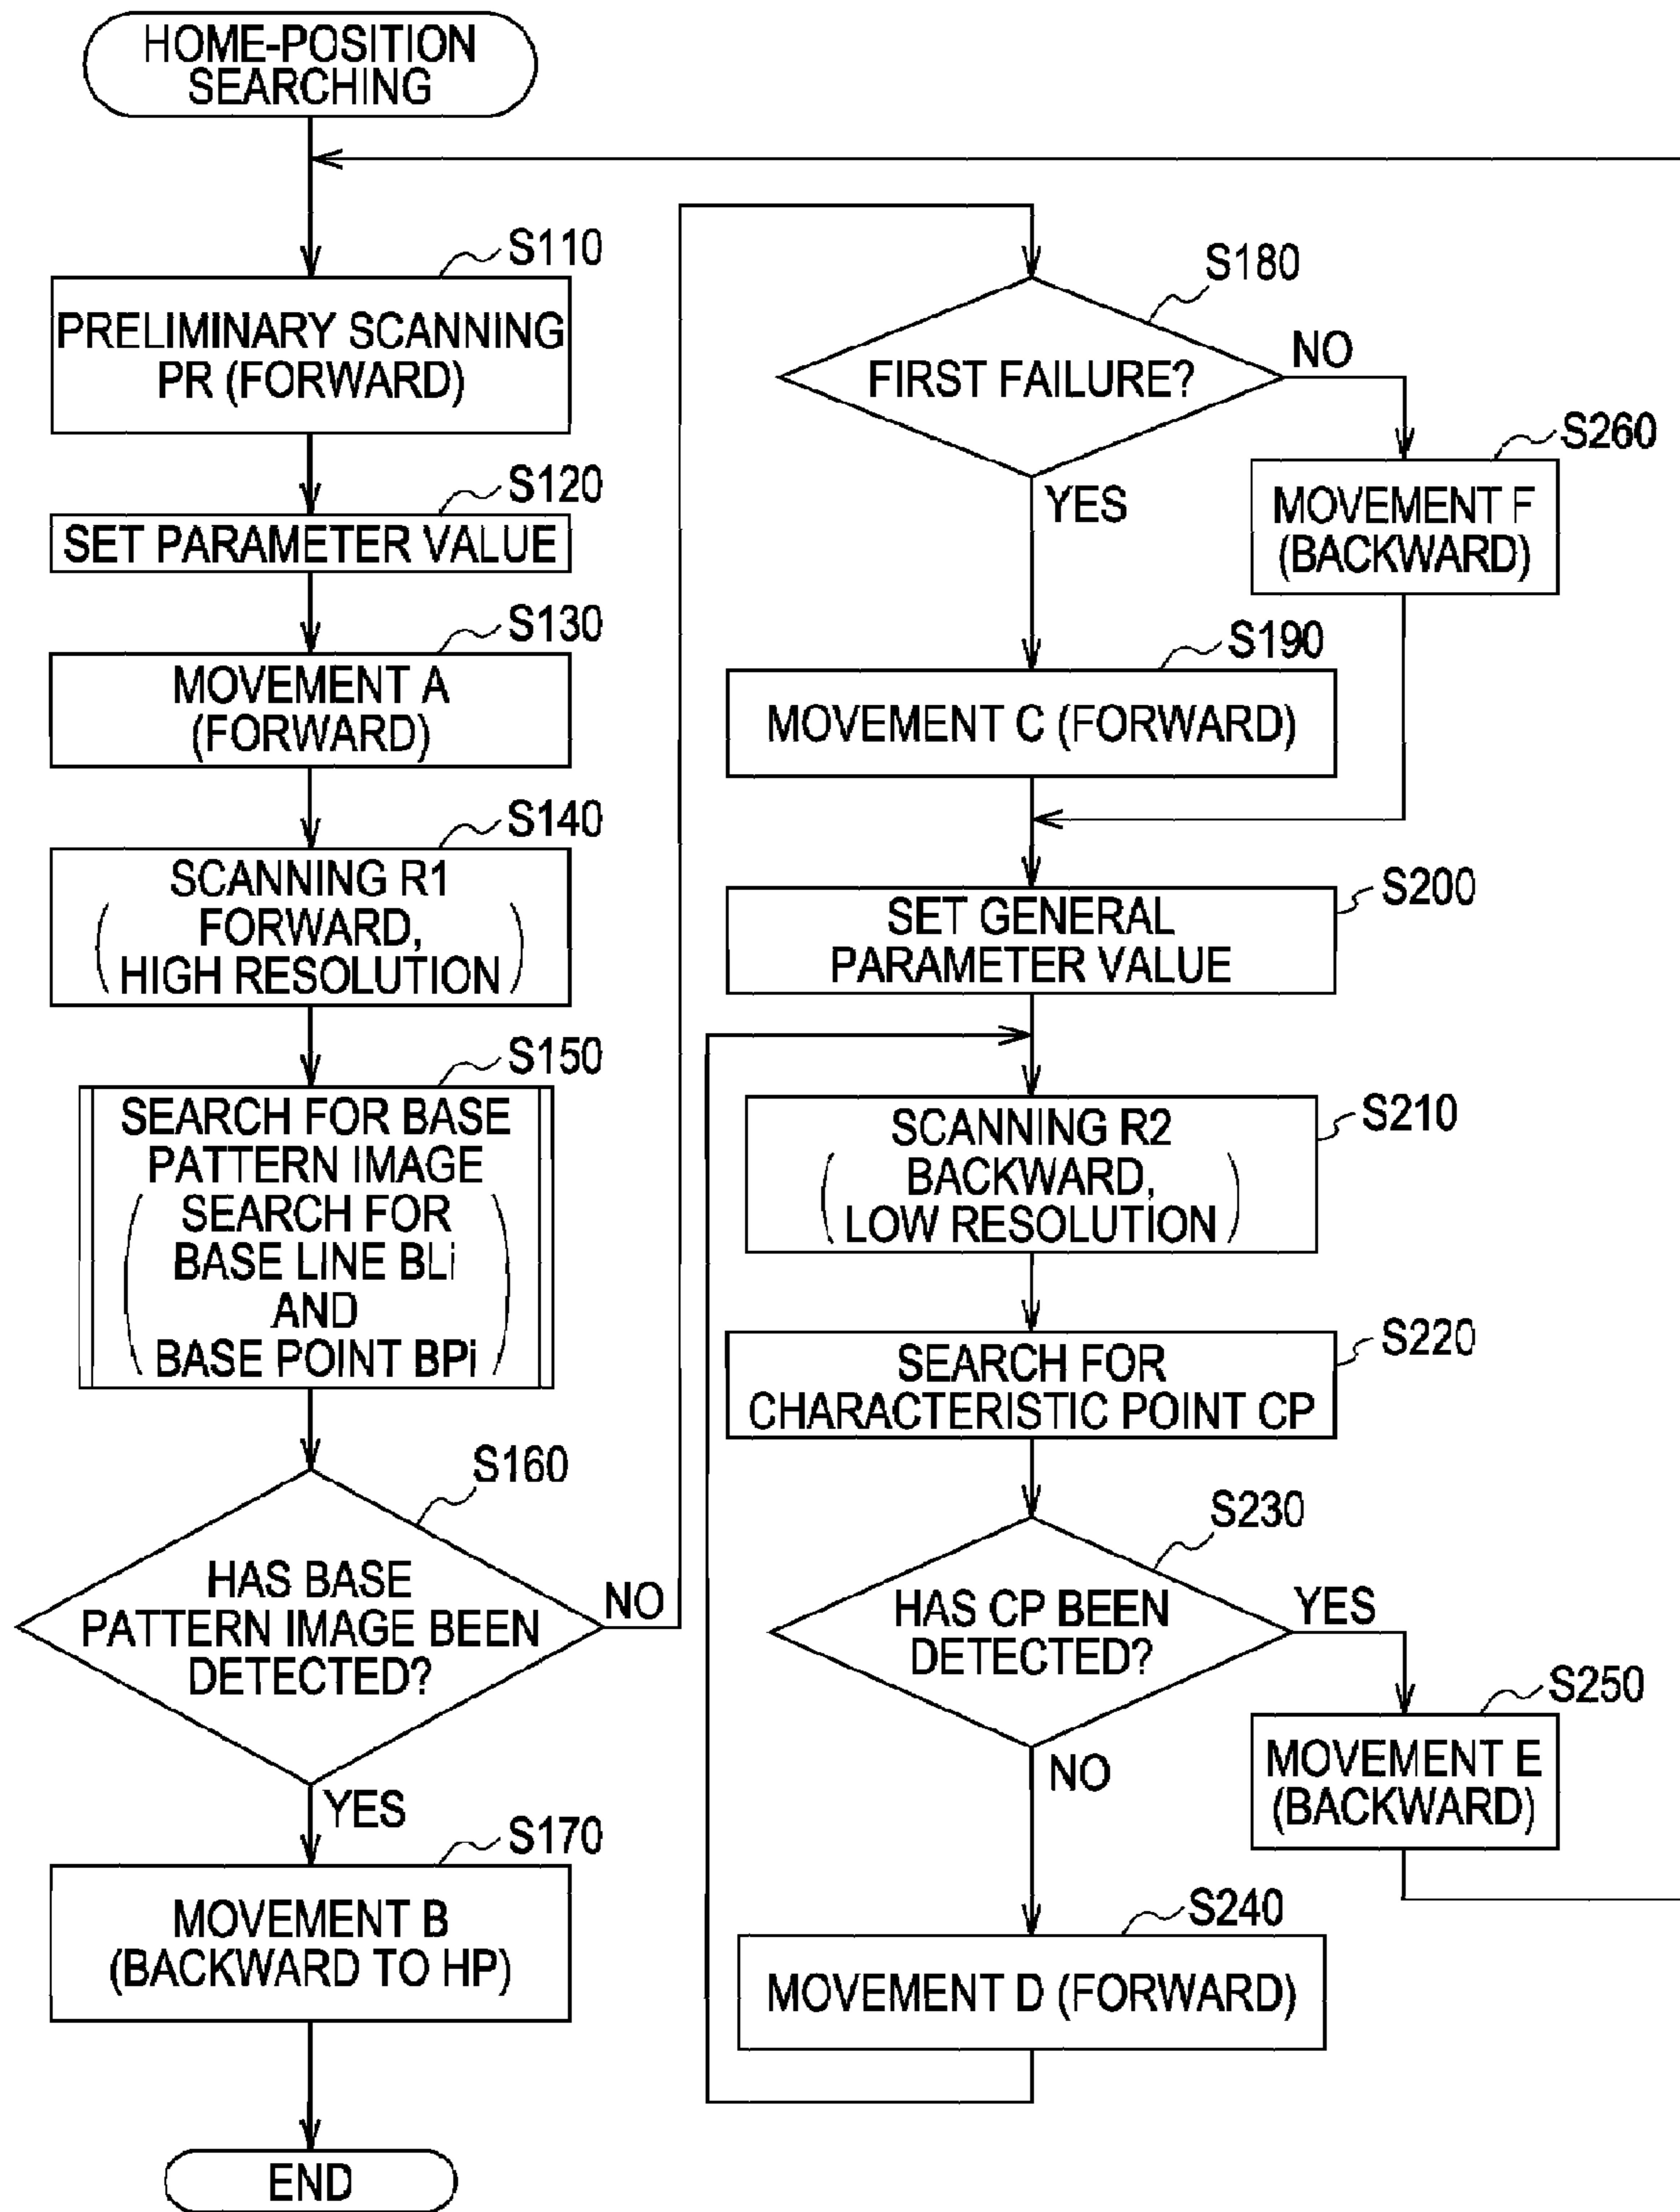 HOME-POSITION
SEARCHING
S110
PRELIMINARY SCANNING
PR (FORWARD)
S120
SET PARAMETER VALUE
S130
MOVEMENT A
(FORWARD)
S140
SCANNING R1
( FORWARD,
HIGH RESOLUTION )
S150
SEARCH FOR BASE
PATTERN IMAGE
( SEARCH FOR
BASE LINE BLi
AND
BASE POINT BPi )
S160
HAS BASE
PATTERN IMAGE BEEN
DETECTED?
NO
YES
S170
MOVEMENT B
(BACKWARD TO HP)
END
S180
FIRST FAILURE?
NO
YES
S260
MOVEMENT F
(BACKWARD)
S190
MOVEMENT C (FORWARD)
S200
SET GENERAL
PARAMETER VALUE
S210
SCANNING R2
( BACKWARD,
LOW RESOLUTION )
S220
SEARCH FOR
CHARACTERISTIC POINT CP
S230
HAS CP BEEN
DETECTED?
YES
NO
S250
MOVEMENT E
(BACKWARD)
S240
MOVEMENT D (FORWARD)